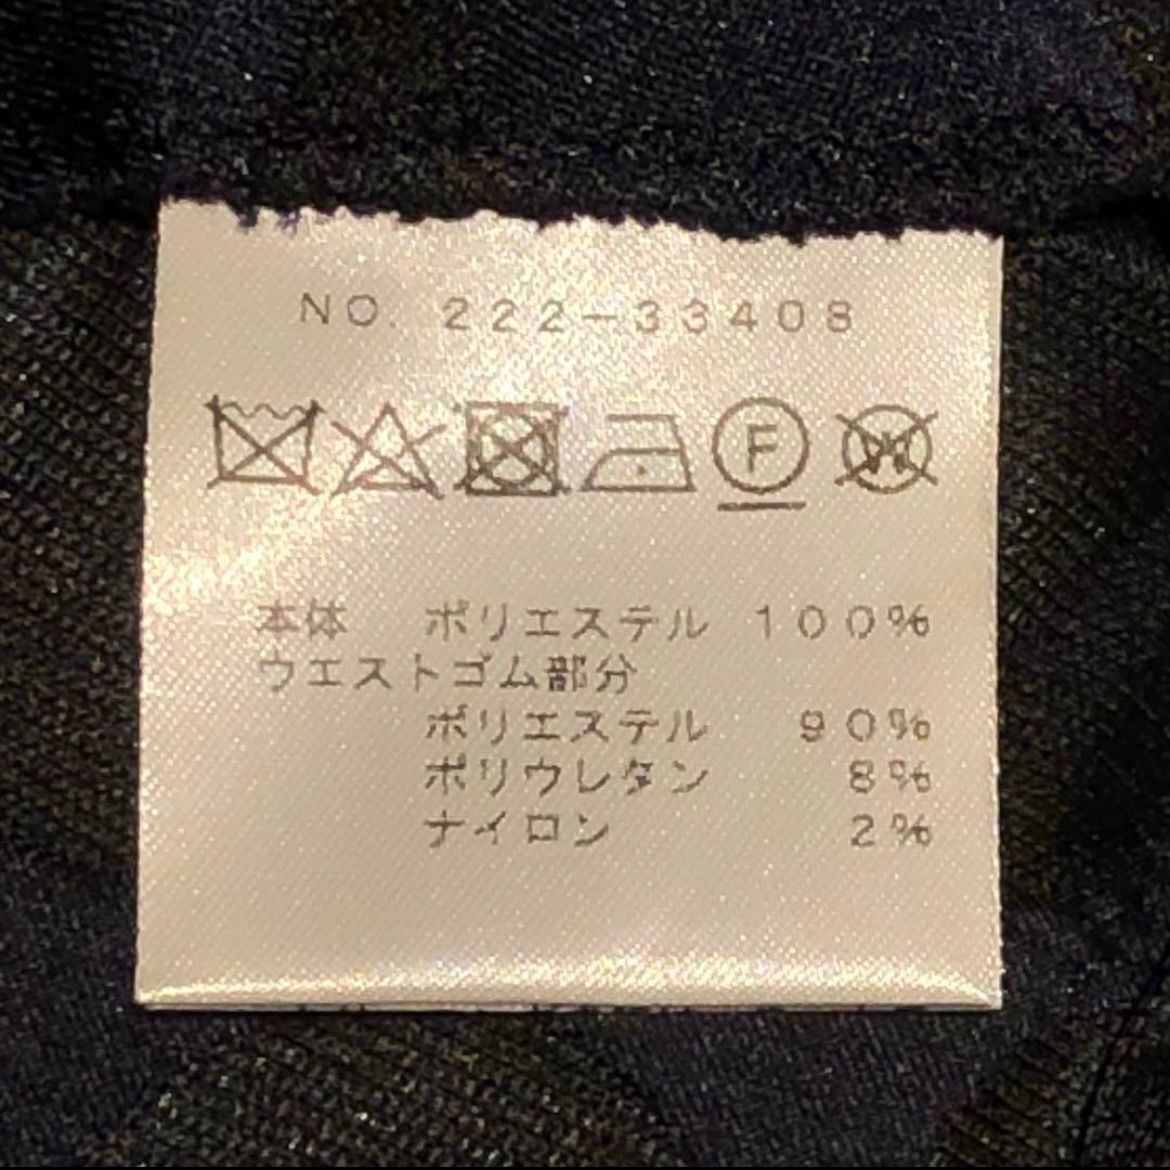 NO. 222-33408
F W
本体 ポリエステル 100%
ウエストゴム部分
ポリエステル 90%
ポリウレタン 8%
ナイロン 2%